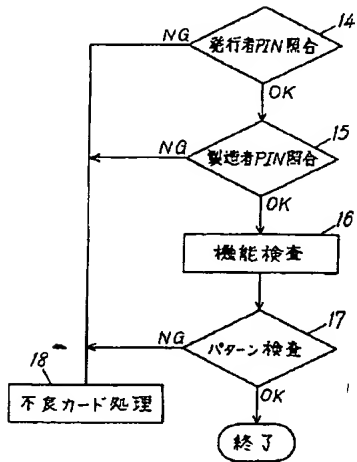 14
発行者PIN照合
NG
OK
15
製造者PIN照合
NG
OK
16
機能検査
17
パターン検査
NG
OK
18
不良カード処理
終了